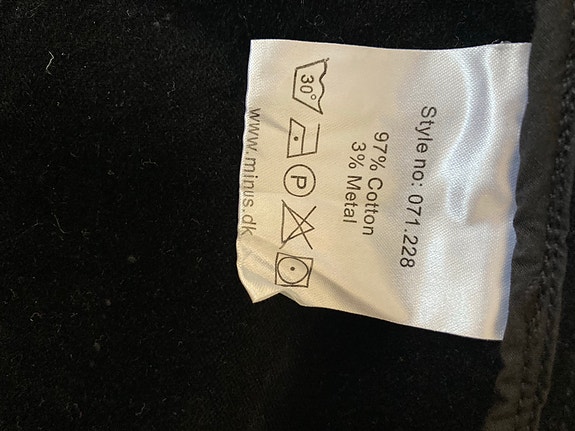 Style no: 071.228
97% Cotton
3% Metal
30°
P
www.minus.dk